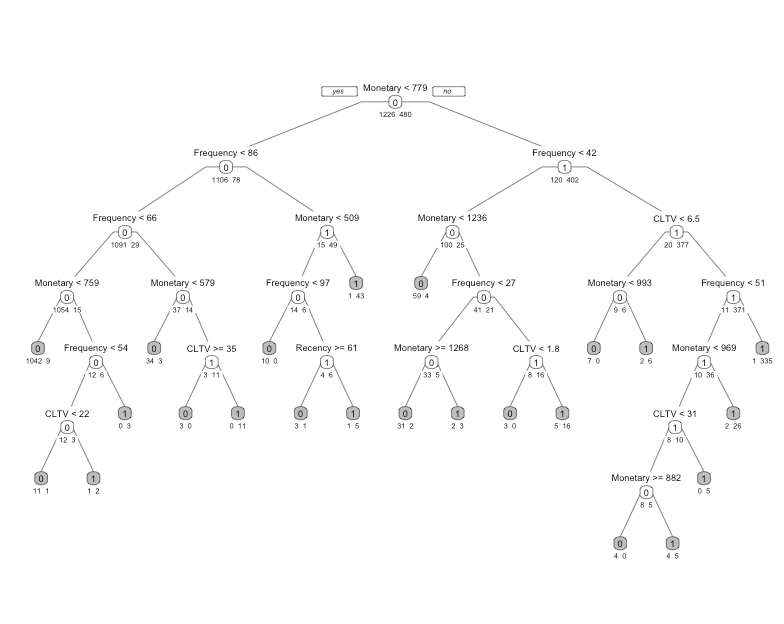 yes Monetary < 779 no
0
1226 480
Frequency < 86 Frequency < 42
0 1
1106 78 120 402
Frequency < 66 Monetary < 509 Monetary < 1236 CLTV < 6.5
0 1 0 1
1091 29 15 49 100 25 20 377
Monetary < 759 Monetary < 579 Frequency < 97 1 0 Frequency < 27 Monetary < 993 Frequency < 51
0 0 0 0 0 1
1054 15 37 14 14 6 1 43 59 4 41 21 9 6 11 371
0 Frequency < 54 0 CLTV >= 35 0 Recency >= 61 Monetary >= 1268 CLTV < 1.8 0 1 Monetary < 969 1
0 1 1 0 1 1
1042 9 12 6 34 3 3 11 10 0 4 6 33 5 8 16 7 0 2 6 10 36 1 335
CLTV < 22 1 0 1 0 1 0 1 0 1 CLTV < 31 1
0 1
12 3 0 3 3 0 0 11 3 1 1 5 31 2 2 3 3 0 5 16 8 10 2 26
0 1 Monetary >= 882 1
0
11 1 1 2 8 5 0 5
0 1
4 0 4 5